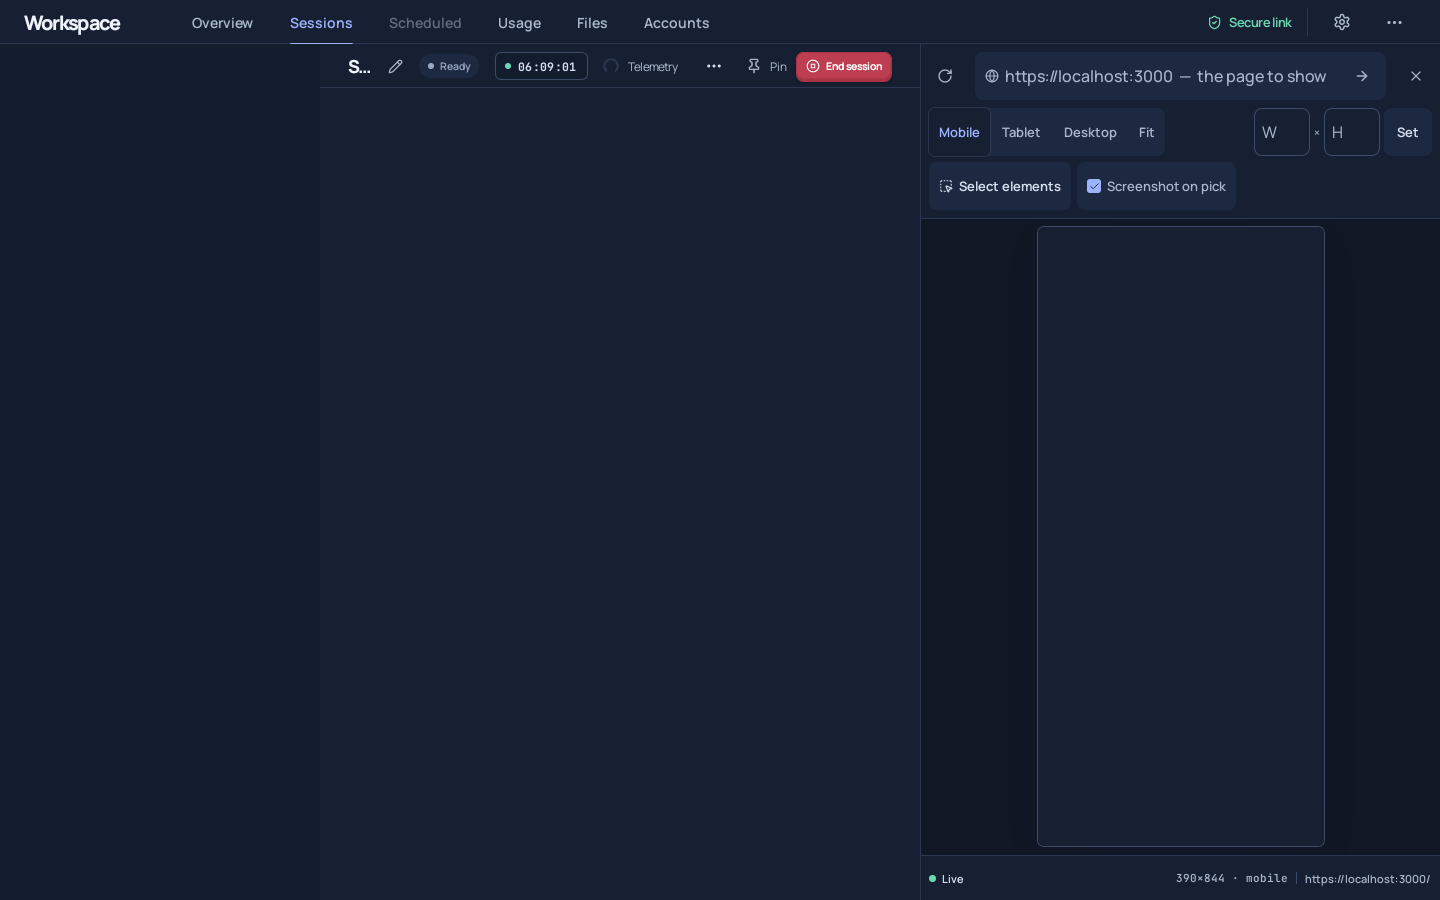 Workspace Overview Sessions Scheduled Usage Files Accounts Secure link
S... Ready 06:09:01 Telemetry Pin End session
https://localhost:3000 — the page to show
Mobile Tablet Desktop Fit W × H Set
Select elements Screenshot on pick
Live 390×844 · mobile https://localhost:3000/